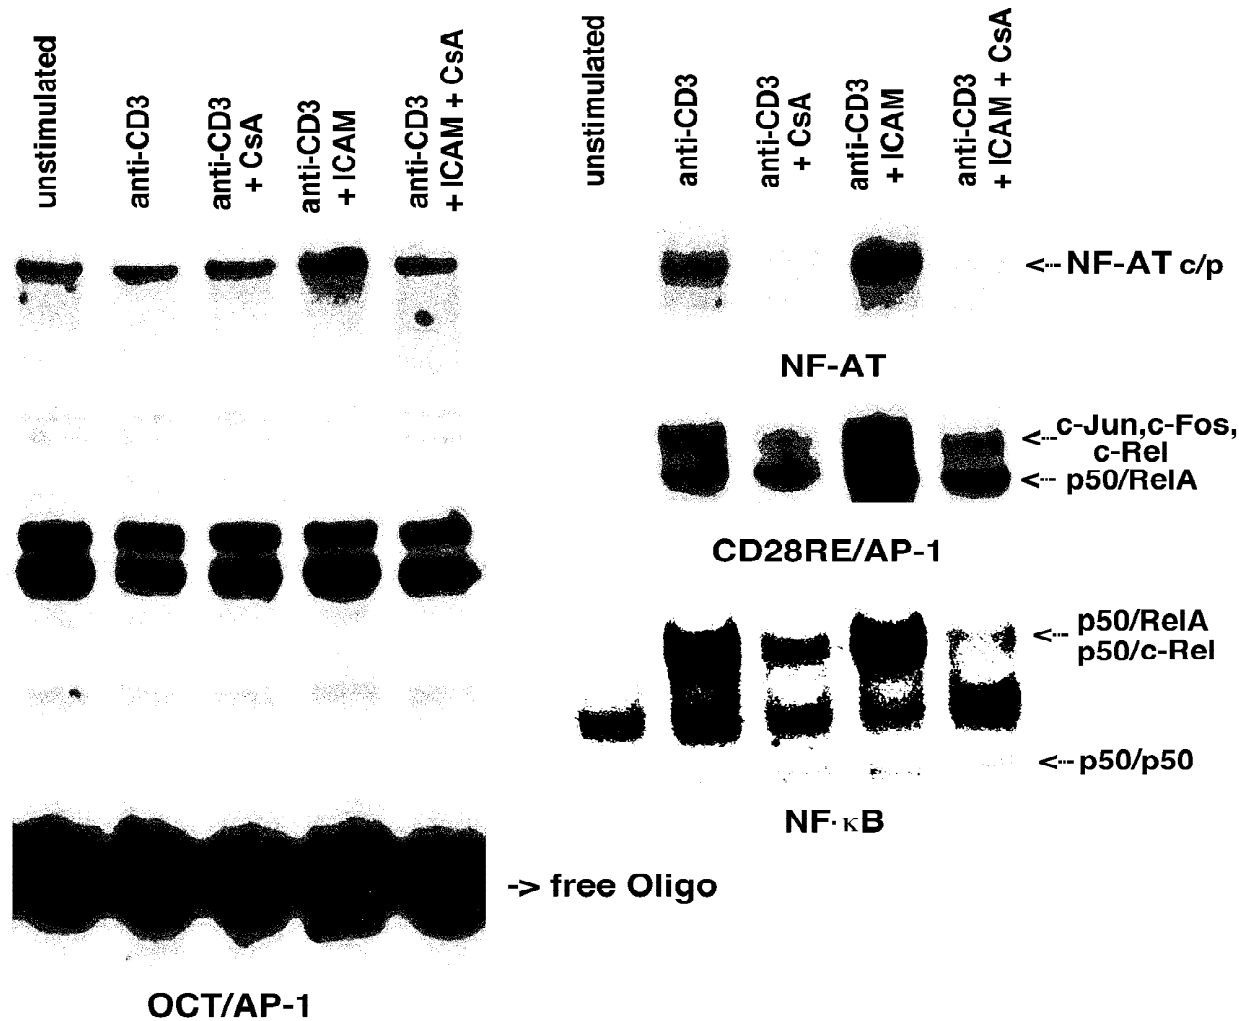 unstimulated
anti-CD3
anti-CD3
+ CsA
anti-CD3
+ ICAM
anti-CD3
+ ICAM + CsA
unstimulated
anti-CD3
anti-CD3
+ CsA
anti-CD3
+ ICAM
anti-CD3
+ ICAM + CsA
<-- NF-AT c/p
NF-AT
<-- c-Jun,c-Fos,
c-Rel
<-- p50/RelA
CD28RE/AP-1
<-- p50/RelA
p50/c-Rel
<-- p50/p50
NF-κB
-> free Oligo
OCT/AP-1